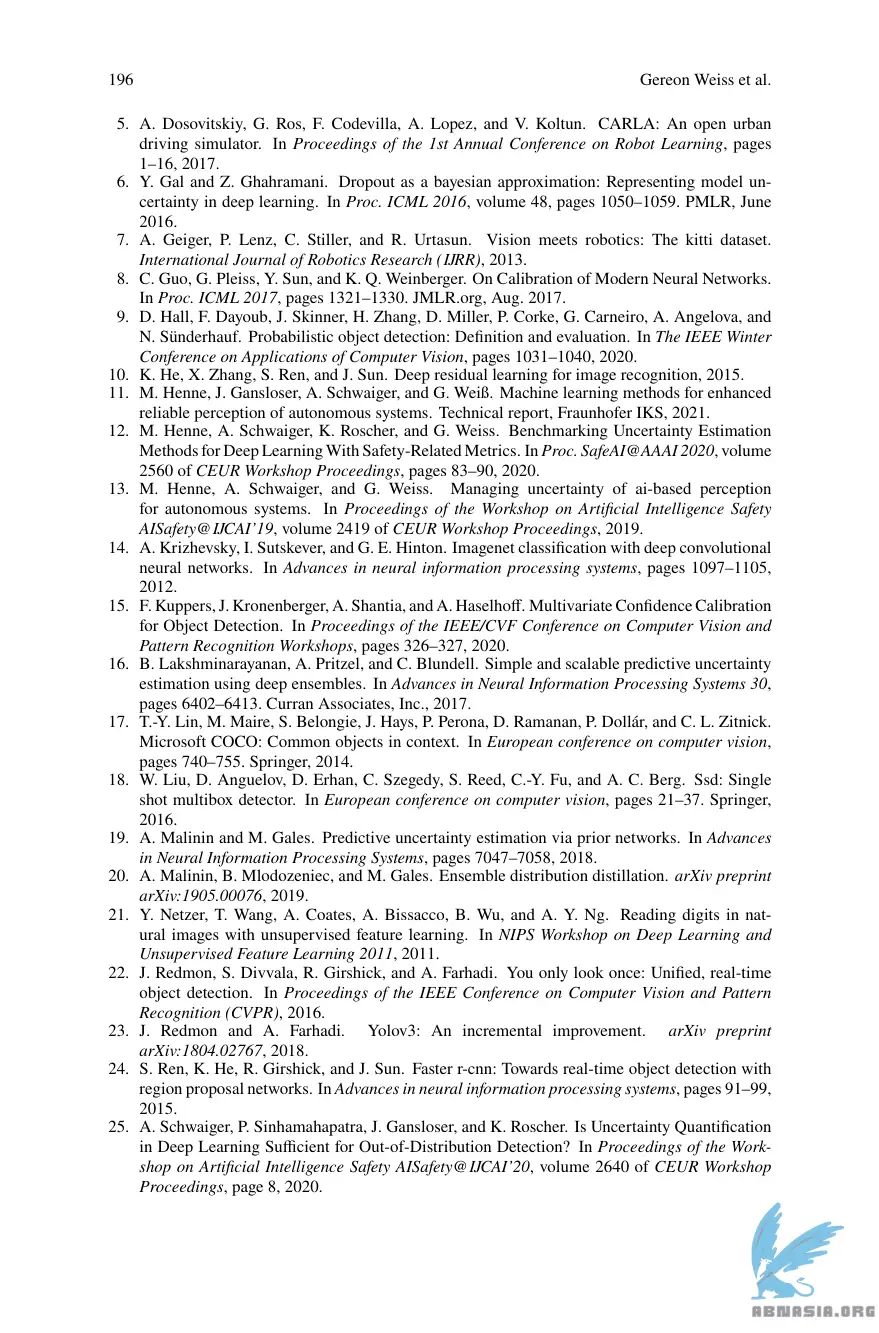 196 Gereon Weiss et al.
5. A. Dosovitskiy, G. Ros, F. Codevilla, A. Lopez, and V. Koltun. CARLA: An open urban
driving simulator. In Proceedings of the 1st Annual Conference on Robot Learning, pages
1–16, 2017.
6. Y. Gal and Z. Ghahramani. Dropout as a bayesian approximation: Representing model un-
certainty in deep learning. In Proc. ICML 2016, volume 48, pages 1050–1059. PMLR, June
2016.
7. A. Geiger, P. Lenz, C. Stiller, and R. Urtasun. Vision meets robotics: The kitti dataset.
International Journal of Robotics Research (IJRR), 2013.
8. C. Guo, G. Pleiss, Y. Sun, and K. Q. Weinberger. On Calibration of Modern Neural Networks.
In Proc. ICML 2017, pages 1321–1330. JMLR.org, Aug. 2017.
9. D. Hall, F. Dayoub, J. Skinner, H. Zhang, D. Miller, P. Corke, G. Carneiro, A. Angelova, and
N. Sünderhauf. Probabilistic object detection: Definition and evaluation. In The IEEE Winter
Conference on Applications of Computer Vision, pages 1031–1040, 2020.
10. K. He, X. Zhang, S. Ren, and J. Sun. Deep residual learning for image recognition, 2015.
11. M. Henne, J. Gansloser, A. Schwaiger, and G. Weiß. Machine learning methods for enhanced
reliable perception of autonomous systems. Technical report, Fraunhofer IKS, 2021.
12. M. Henne, A. Schwaiger, K. Roscher, and G. Weiss. Benchmarking Uncertainty Estimation
Methods for Deep Learning With Safety-Related Metrics. In Proc. SafeAI@AAAI 2020, volume
2560 of CEUR Workshop Proceedings, pages 83–90, 2020.
13. M. Henne, A. Schwaiger, and G. Weiss. Managing uncertainty of ai-based perception
for autonomous systems. In Proceedings of the Workshop on Artificial Intelligence Safety
AISafety@IJCAI’19, volume 2419 of CEUR Workshop Proceedings, 2019.
14. A. Krizhevsky, I. Sutskever, and G. E. Hinton. Imagenet classification with deep convolutional
neural networks. In Advances in neural information processing systems, pages 1097–1105,
2012.
15. F. Kuppers, J. Kronenberger, A. Shantia, and A. Haselhoff. Multivariate Confidence Calibration
for Object Detection. In Proceedings of the IEEE/CVF Conference on Computer Vision and
Pattern Recognition Workshops, pages 326–327, 2020.
16. B. Lakshminarayanan, A. Pritzel, and C. Blundell. Simple and scalable predictive uncertainty
estimation using deep ensembles. In Advances in Neural Information Processing Systems 30,
pages 6402–6413. Curran Associates, Inc., 2017.
17. T.-Y. Lin, M. Maire, S. Belongie, J. Hays, P. Perona, D. Ramanan, P. Dollár, and C. L. Zitnick.
Microsoft COCO: Common objects in context. In European conference on computer vision,
pages 740–755. Springer, 2014.
18. W. Liu, D. Anguelov, D. Erhan, C. Szegedy, S. Reed, C.-Y. Fu, and A. C. Berg. Ssd: Single
shot multibox detector. In European conference on computer vision, pages 21–37. Springer,
2016.
19. A. Malinin and M. Gales. Predictive uncertainty estimation via prior networks. In Advances
in Neural Information Processing Systems, pages 7047–7058, 2018.
20. A. Malinin, B. Mlodozeniec, and M. Gales. Ensemble distribution distillation. arXiv preprint
arXiv:1905.00076, 2019.
21. Y. Netzer, T. Wang, A. Coates, A. Bissacco, B. Wu, and A. Y. Ng. Reading digits in nat-
ural images with unsupervised feature learning. In NIPS Workshop on Deep Learning and
Unsupervised Feature Learning 2011, 2011.
22. J. Redmon, S. Divvala, R. Girshick, and A. Farhadi. You only look once: Unified, real-time
object detection. In Proceedings of the IEEE Conference on Computer Vision and Pattern
Recognition (CVPR), 2016.
23. J. Redmon and A. Farhadi. Yolov3: An incremental improvement. arXiv preprint
arXiv:1804.02767, 2018.
24. S. Ren, K. He, R. Girshick, and J. Sun. Faster r-cnn: Towards real-time object detection with
region proposal networks. In Advances in neural information processing systems, pages 91–99,
2015.
25. A. Schwaiger, P. Sinhamahapatra, J. Gansloser, and K. Roscher. Is Uncertainty Quantification
in Deep Learning Sufficient for Out-of-Distribution Detection? In Proceedings of the Work-
shop on Artificial Intelligence Safety AISafety@IJCAI’20, volume 2640 of CEUR Workshop
Proceedings, page 8, 2020.
ABNASIA.ORG